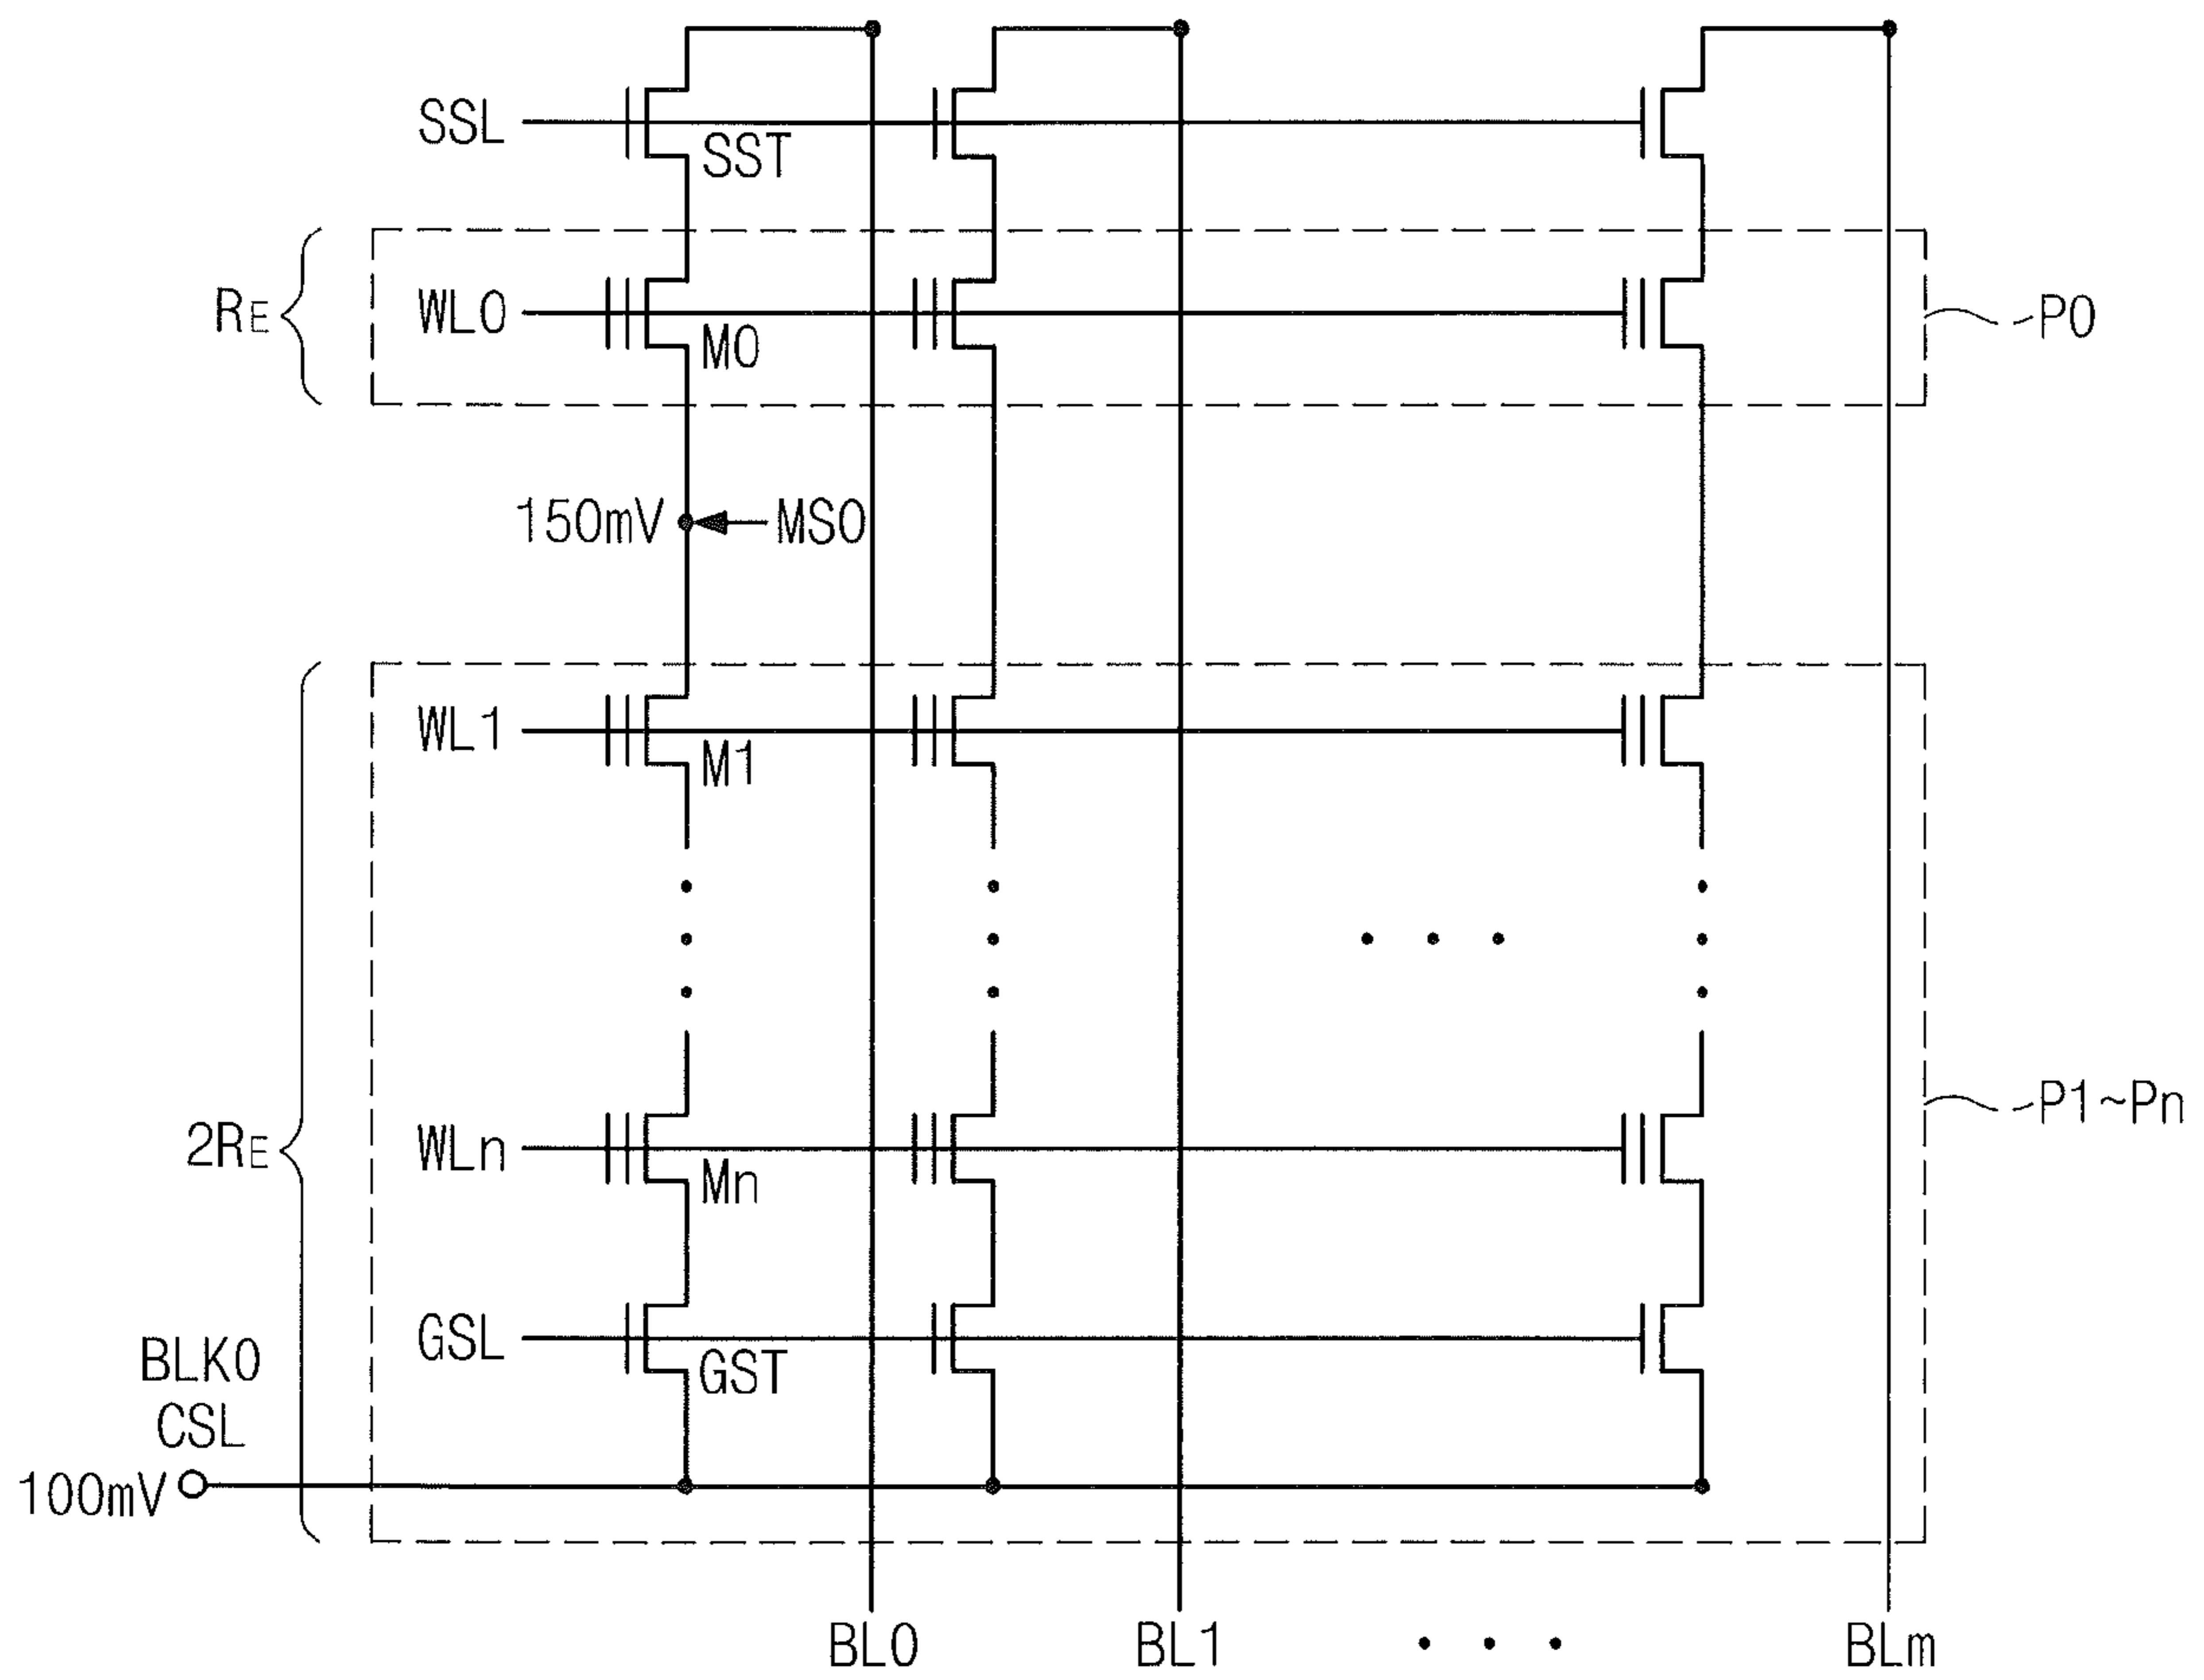 SSL
SST
RE
WL0
M0
P0
150mV
MS0
WL1
M1
2RE
WLn
Mn
P1~Pn
GSL
GST
BLK0
CSL
100mV
BL0 BL1 BLm